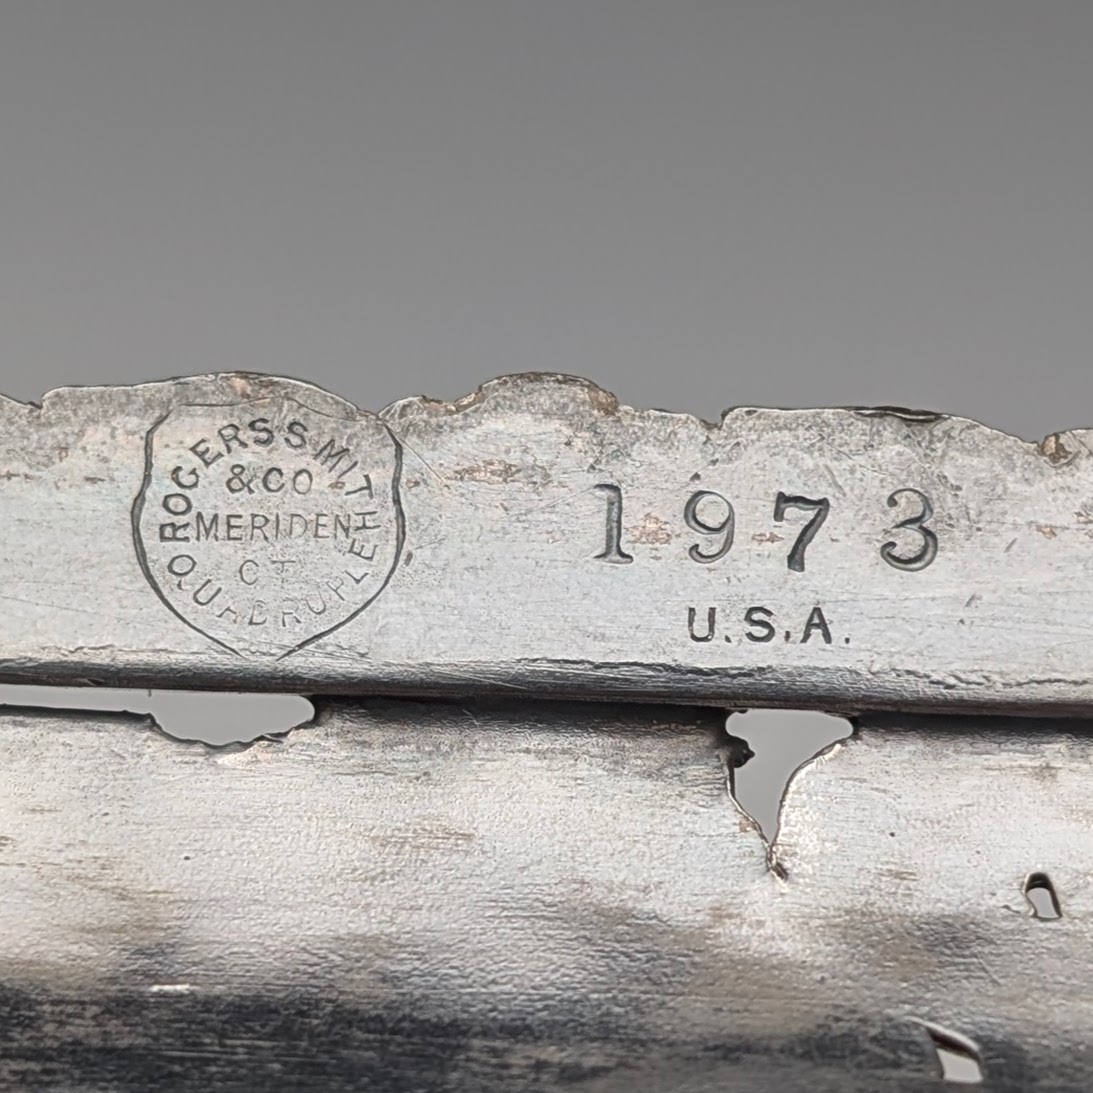 ROGERS SMITH
&CO
MERIDEN
CT
QUADRUPLE
1973
U.S.A.